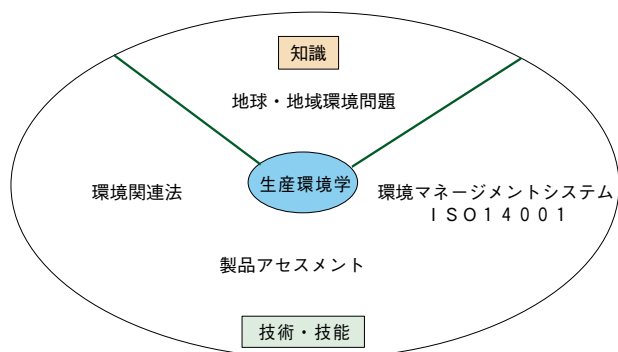 知識
地球・地域環境問題
生産環境学
環境関連法
環境マネージメントシステム
ＩＳＯ１４００１
製品アセスメント
技術・技能